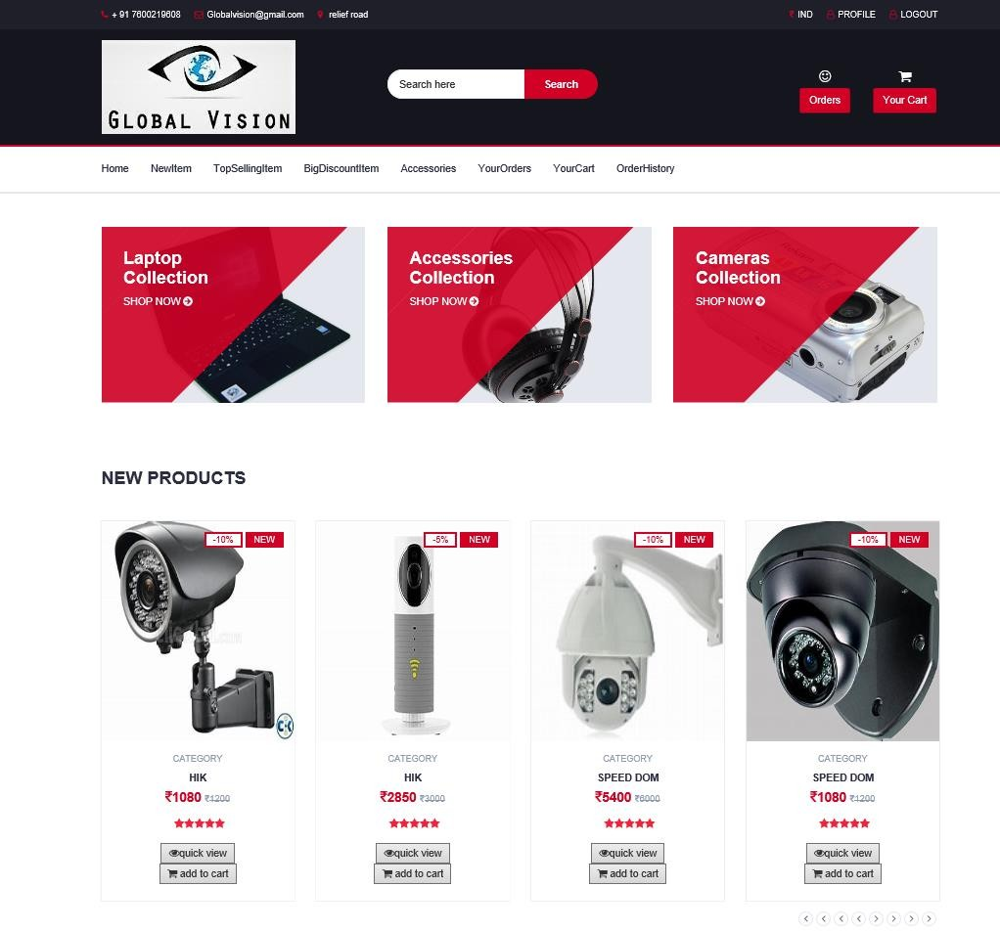 + 91 7600219608 Globalvision@gmail.com relief road ₹ IND PROFILE LOGOUT
GLOBAL VISION
Search here Search
Orders Your Cart
Home NewItem TopSellingItem BigDiscountItem Accessories YourOrders YourCart OrderHistory
Laptop
Collection
SHOP NOW
Accessories
Collection
SHOP NOW
Cameras
Collection
SHOP NOW
NEW PRODUCTS
-10% NEW
CATEGORY
HIK
₹1080 ₹1200
quick view
add to cart
-5% NEW
CATEGORY
HIK
₹2850 ₹3000
quick view
add to cart
-10% NEW
CATEGORY
SPEED DOM
₹5400 ₹6000
quick view
add to cart
-10% NEW
CATEGORY
SPEED DOM
₹1080 ₹1200
quick view
add to cart